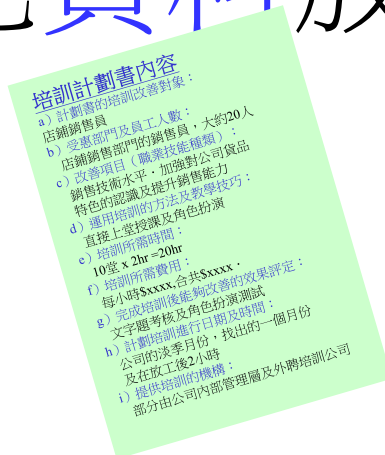 資料
培訓計劃書內容
a）計劃書的培訓改善對象：
店鋪銷售員
b）受惠部門及員工人數：
店鋪銷售部門的銷售員，大約20人
c）改善項目（職業技能種類）：
銷售技術水平．加強對公司貨品
特色的認識及提升銷售能力
d）運用培訓的方法及教學技巧：
直接上堂授課及角色扮演
e）培訓所需時間：
10堂 x 2hr =20hr
f）培訓所需費用：
每小時$xxxx,合共$xxxx．
g）完成培訓後能夠改善的效果評定：
文字題考核及角色扮演測試
h）計劃培訓進行日期及時間：
公司的淡季月份，找出的一個月份
及在放工後2小時
i）提供培訓的機構：
部分由公司內部管理層及外聘培訓公司